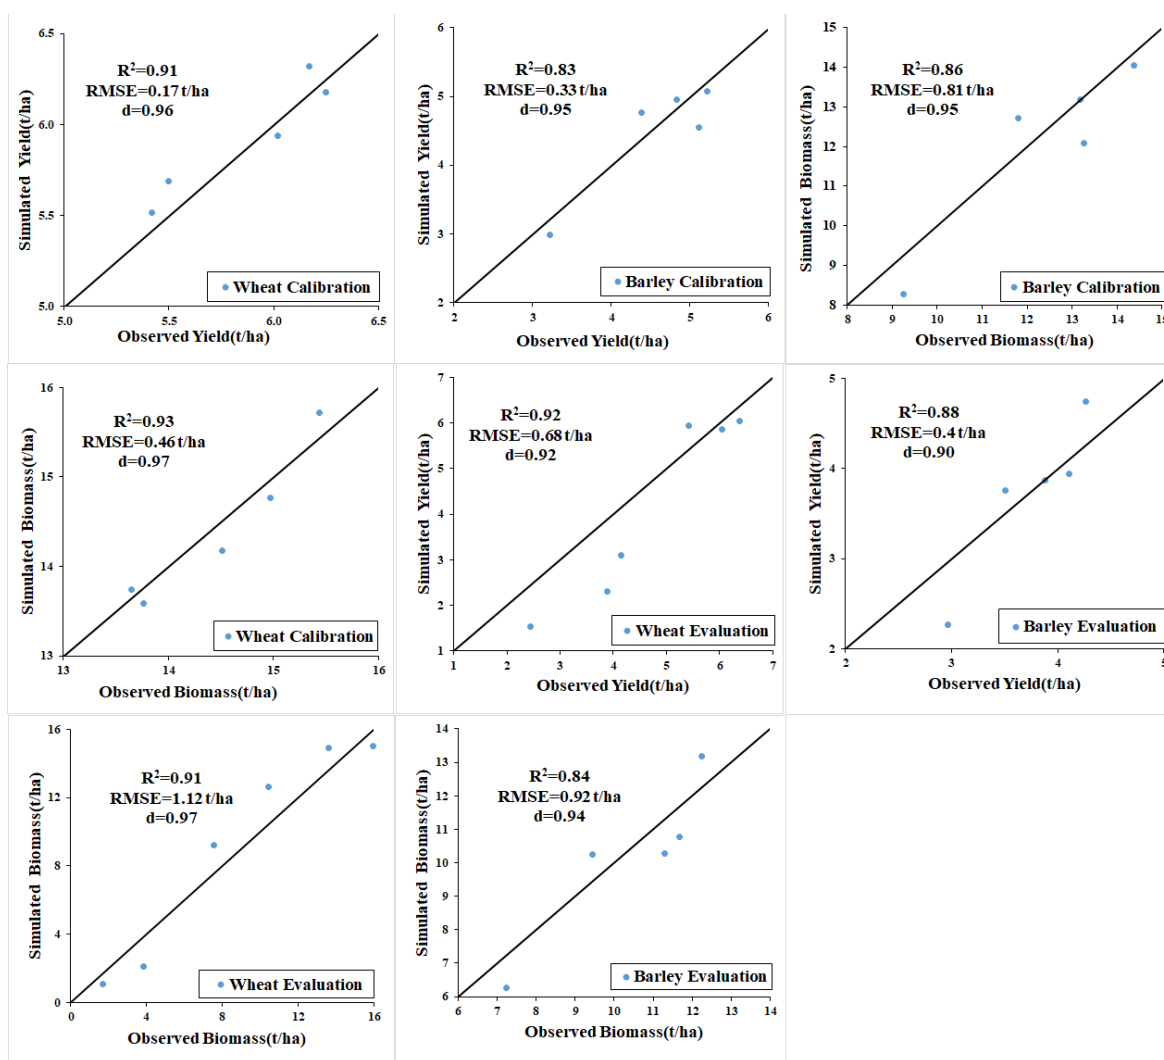 6.5
6.0
5.5
5.0
Simulated Yield(t/ha)
R²=0.91
RMSE=0.17 t/ha
d=0.96
Wheat Calibration
5.0 5.5 6.0 6.5
Observed Yield(t/ha)
6
5
4
3
2
Simulated Yield(t/ha)
R²=0.83
RMSE=0.33 t/ha
d=0.95
Barley Calibration
2 3 4 5 6
Observed Yield(t/ha)
15
14
13
12
11
10
9
8
Simulated Biomass(t/ha)
R²=0.86
RMSE=0.81 t/ha
d=0.95
Barley Calibration
8 9 10 11 12 13 14 15
Observed Biomass(t/ha)
16
15
14
13
Simulated Biomass(t/ha)
R²=0.93
RMSE=0.46 t/ha
d=0.97
Wheat Calibration
13 14 15 16
Observed Biomass(t/ha)
7
6
5
4
3
2
1
Simulated Yield(t/ha)
R²=0.92
RMSE=0.68 t/ha
d=0.92
Wheat Evaluation
1 2 3 4 5 6 7
Observed Yield(t/ha)
5
4
3
2
Simulated Yield(t/ha)
R²=0.88
RMSE=0.4 t/ha
d=0.90
Barley Evaluation
2 3 4 5
Observed Yield(t/ha)
16
12
8
4
0
Simulated Biomass(t/ha)
R²=0.91
RMSE=1.12 t/ha
d=0.97
Wheat Evaluation
0 4 8 12 16
Observed Biomass(t/ha)
14
13
12
11
10
9
8
7
6
Simulated Biomass(t/ha)
R²=0.84
RMSE=0.92 t/ha
d=0.94
Barley Evaluation
6 7 8 9 10 11 12 13 14
Observed Biomass(t/ha)